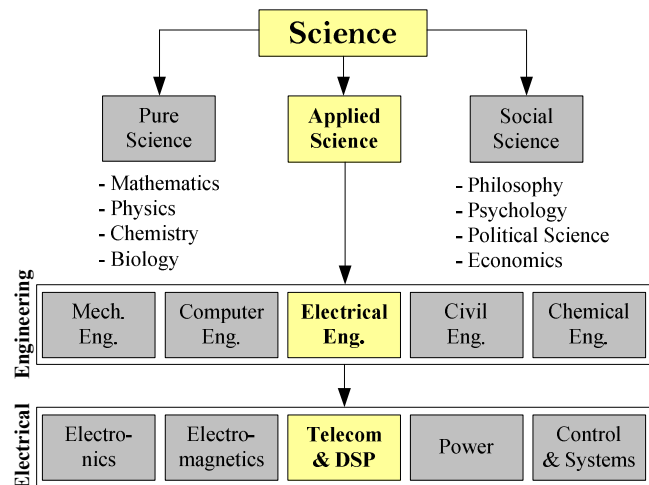 Science
Pure
Science
Applied
Science
Social
Science
- Mathematics
- Physics
- Chemistry
- Biology
- Philosophy
- Psychology
- Political Science
- Economics
Engineering
Mech.
Eng.
Computer
Eng.
Electrical
Eng.
Civil
Eng.
Chemical
Eng.
Electrical
Electro-
nics
Electro-
magnetics
Telecom
& DSP
Power
Control
& Systems